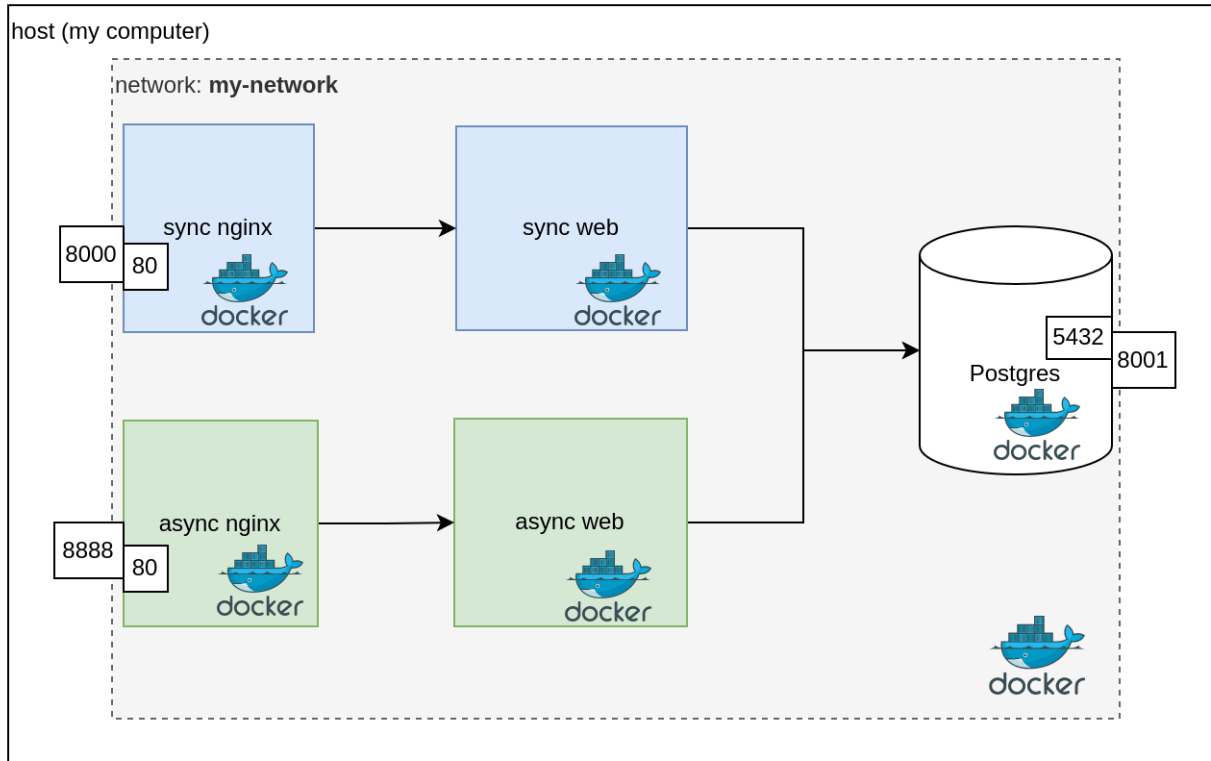 host (my computer)
network: my-network
sync nginx
8000
80
docker
sync web
docker
Postgres
5432
8001
docker
async nginx
8888
80
docker
async web
docker
docker